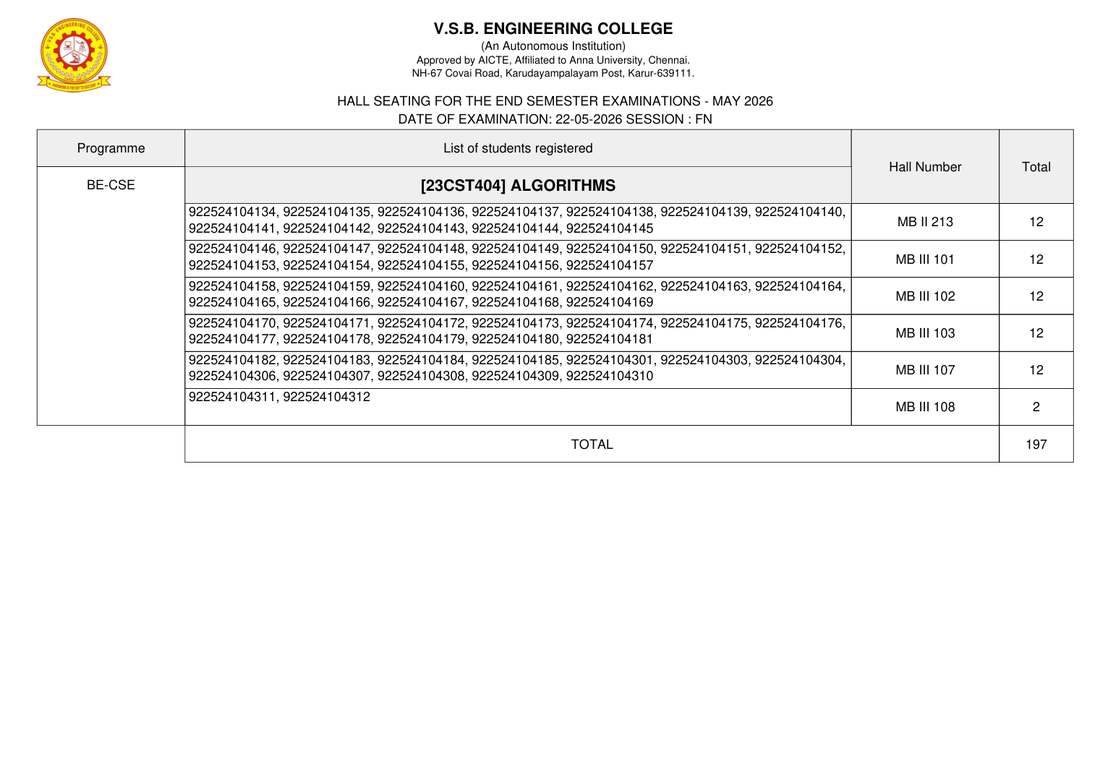 V.S.B. ENGINEERING COLLEGE
(An Autonomous Institution)
Approved by AICTE, Affiliated to Anna University, Chennai.
NH-67 Covai Road, Karudayampalayam Post, Karur-639111.
HALL SEATING FOR THE END SEMESTER EXAMINATIONS - MAY 2026
DATE OF EXAMINATION: 22-05-2026 SESSION : FN
Programme
List of students registered
Hall Number
Total
BE-CSE
[23CST404] ALGORITHMS
922524104134, 922524104135, 922524104136, 922524104137, 922524104138, 922524104139, 922524104140,
922524104141, 922524104142, 922524104143, 922524104144, 922524104145
MB II 213
12
922524104146, 922524104147, 922524104148, 922524104149, 922524104150, 922524104151, 922524104152,
922524104153, 922524104154, 922524104155, 922524104156, 922524104157
MB III 101
12
922524104158, 922524104159, 922524104160, 922524104161, 922524104162, 922524104163, 922524104164,
922524104165, 922524104166, 922524104167, 922524104168, 922524104169
MB III 102
12
922524104170, 922524104171, 922524104172, 922524104173, 922524104174, 922524104175, 922524104176,
922524104177, 922524104178, 922524104179, 922524104180, 922524104181
MB III 103
12
922524104182, 922524104183, 922524104184, 922524104185, 922524104301, 922524104303, 922524104304,
922524104306, 922524104307, 922524104308, 922524104309, 922524104310
MB III 107
12
922524104311, 922524104312
MB III 108
2
TOTAL
197